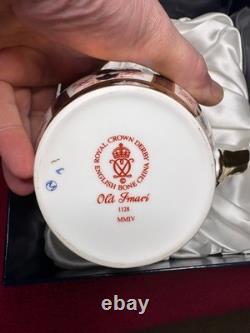 ROYAL CROWN DERBY
ENGLISH BONE CHINA
Old Imari
1128
MMIV